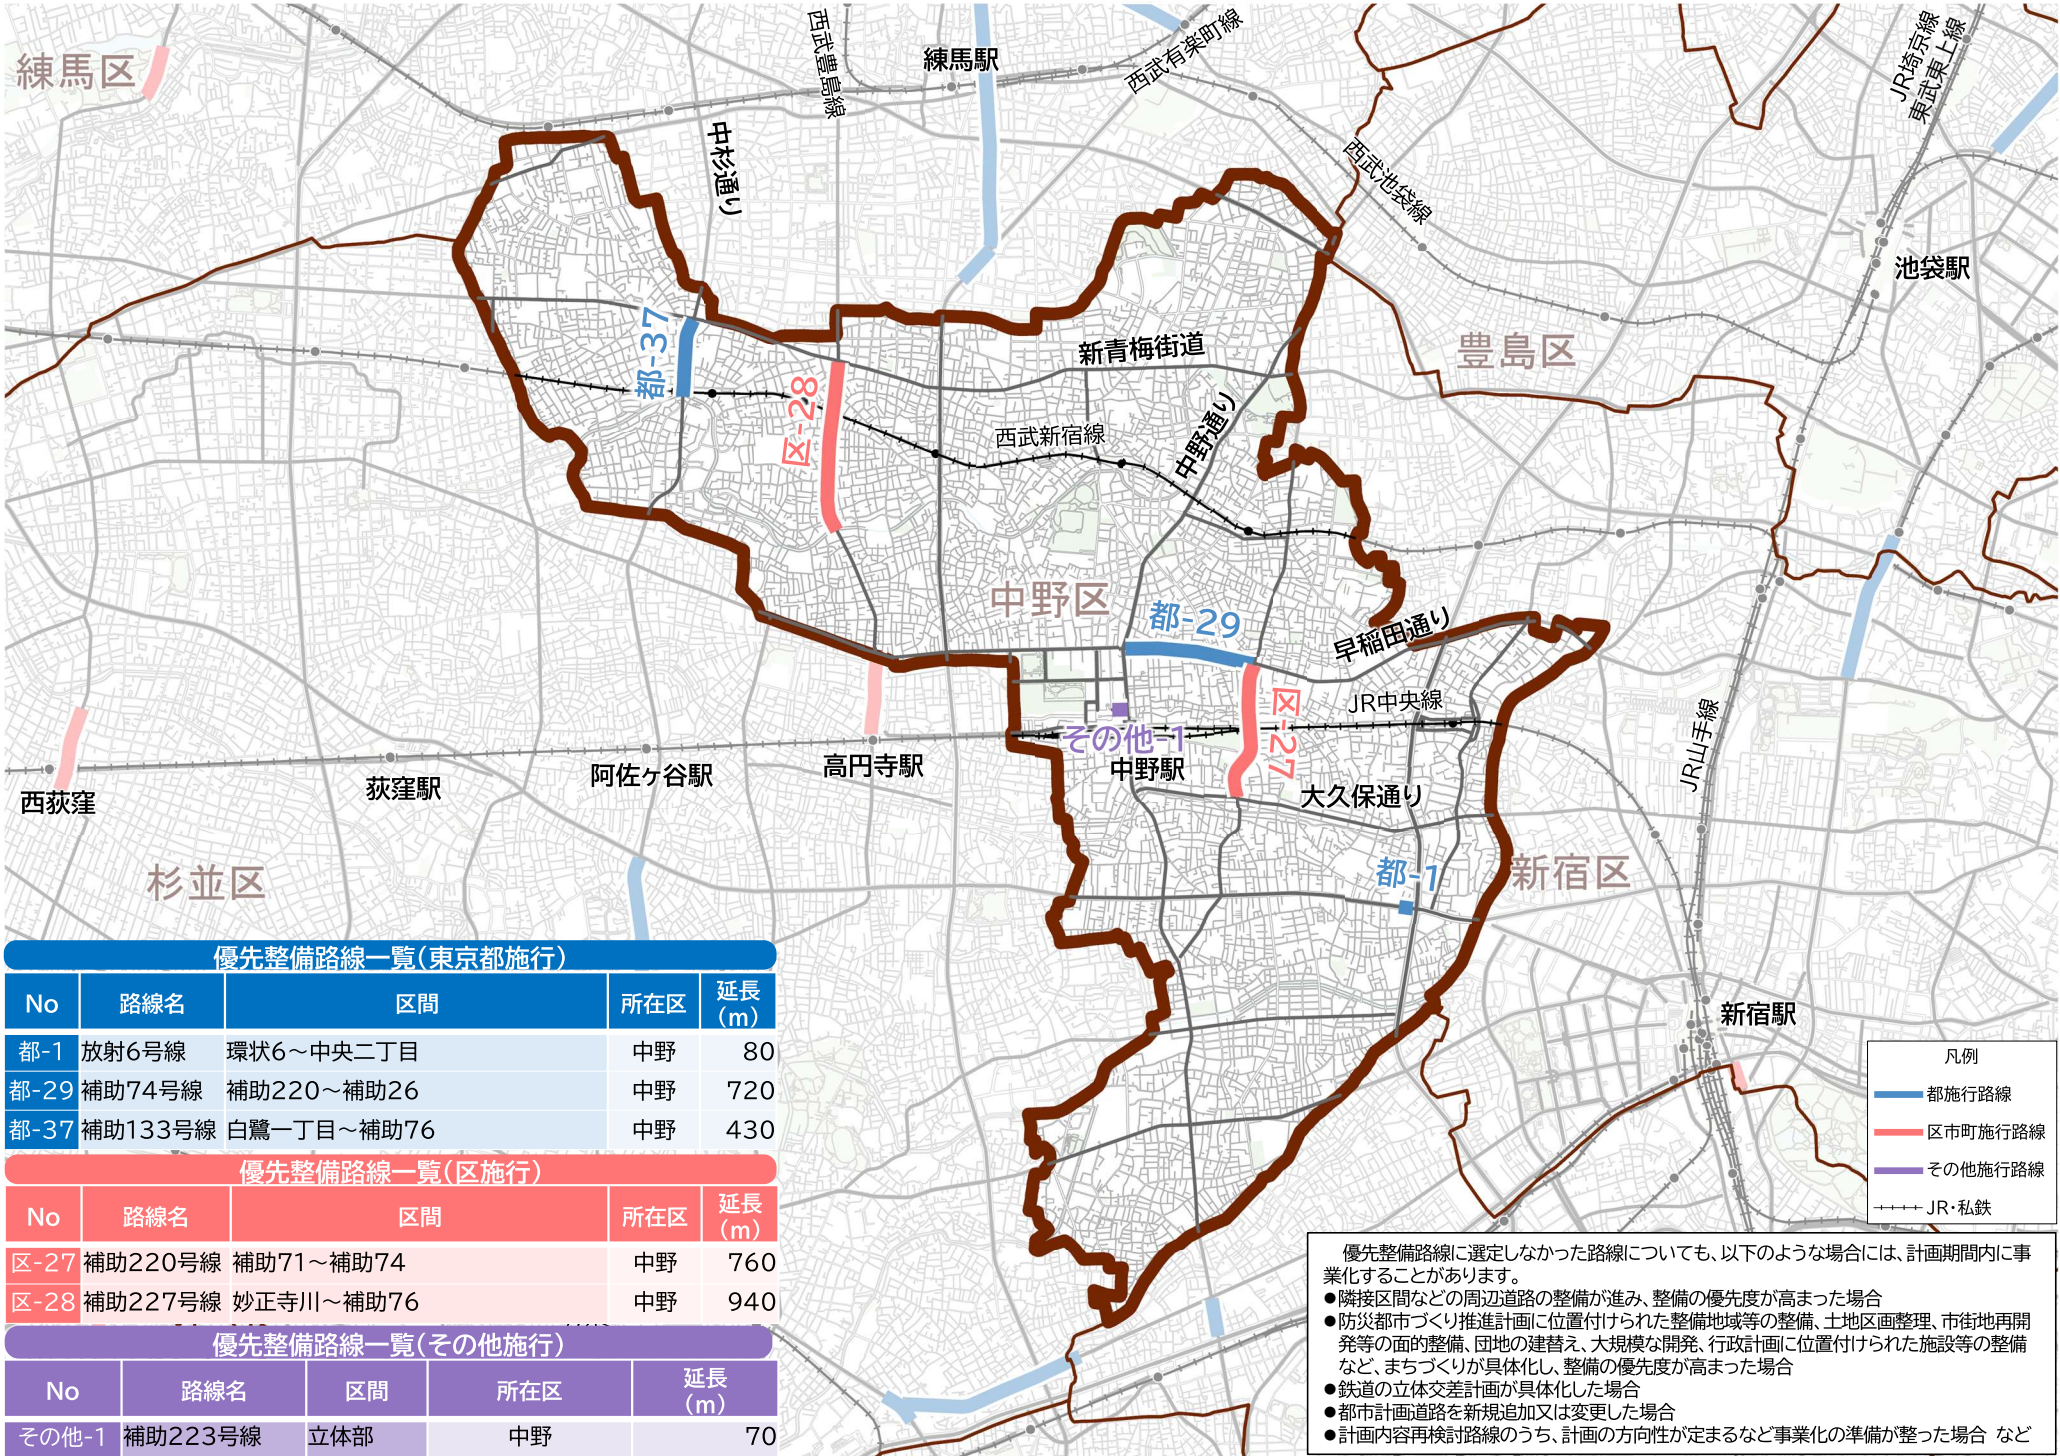 練馬区
西武豊島線
練馬駅
西武有楽町線
JR埼京線
東武東上線
中杉通り
西武池袋線
池袋駅
都-37
新青梅街道
豊島区
区-28
西武新宿線
中野通り
中野区
都-29
早稲田通り
区-27
JR中央線
その他-1
中野駅
高円寺駅
阿佐ヶ谷駅
荻窪駅
西荻窪
大久保通り
JR山手線
杉並区
都-1
新宿区
新宿駅
優先整備路線一覧(東京都施行)
No 路線名 区間 所在区 延長(m)
都-1 放射6号線 環状6～中央二丁目 中野 80
都-29 補助74号線 補助220～補助26 中野 720
都-37 補助133号線 白鷺一丁目～補助76 中野 430
優先整備路線一覧(区施行)
No 路線名 区間 所在区 延長(m)
区-27 補助220号線 補助71～補助74 中野 760
区-28 補助227号線 妙正寺川～補助76 中野 940
優先整備路線一覧(その他施行)
No 路線名 区間 所在区 延長(m)
その他-1 補助223号線 立体部 中野 70
凡例
都施行路線
区市町施行路線
その他施行路線
JR・私鉄
優先整備路線に選定しなかった路線についても、以下のような場合には、計画期間内に事
業化することがあります。
●隣接区間などの周辺道路の整備が進み、整備の優先度が高まった場合
●防災都市づくり推進計画に位置付けられた整備地域等の整備、土地区画整理、市街地再開
発等の面的整備、団地の建替え、大規模な開発、行政計画に位置付けられた施設等の整備
など、まちづくりが具体化し、整備の優先度が高まった場合
●鉄道の立体交差計画が具体化した場合
●都市計画道路を新規追加又は変更した場合
●計画内容再検討路線のうち、計画の方向性が定まるなど事業化の準備が整った場合 など